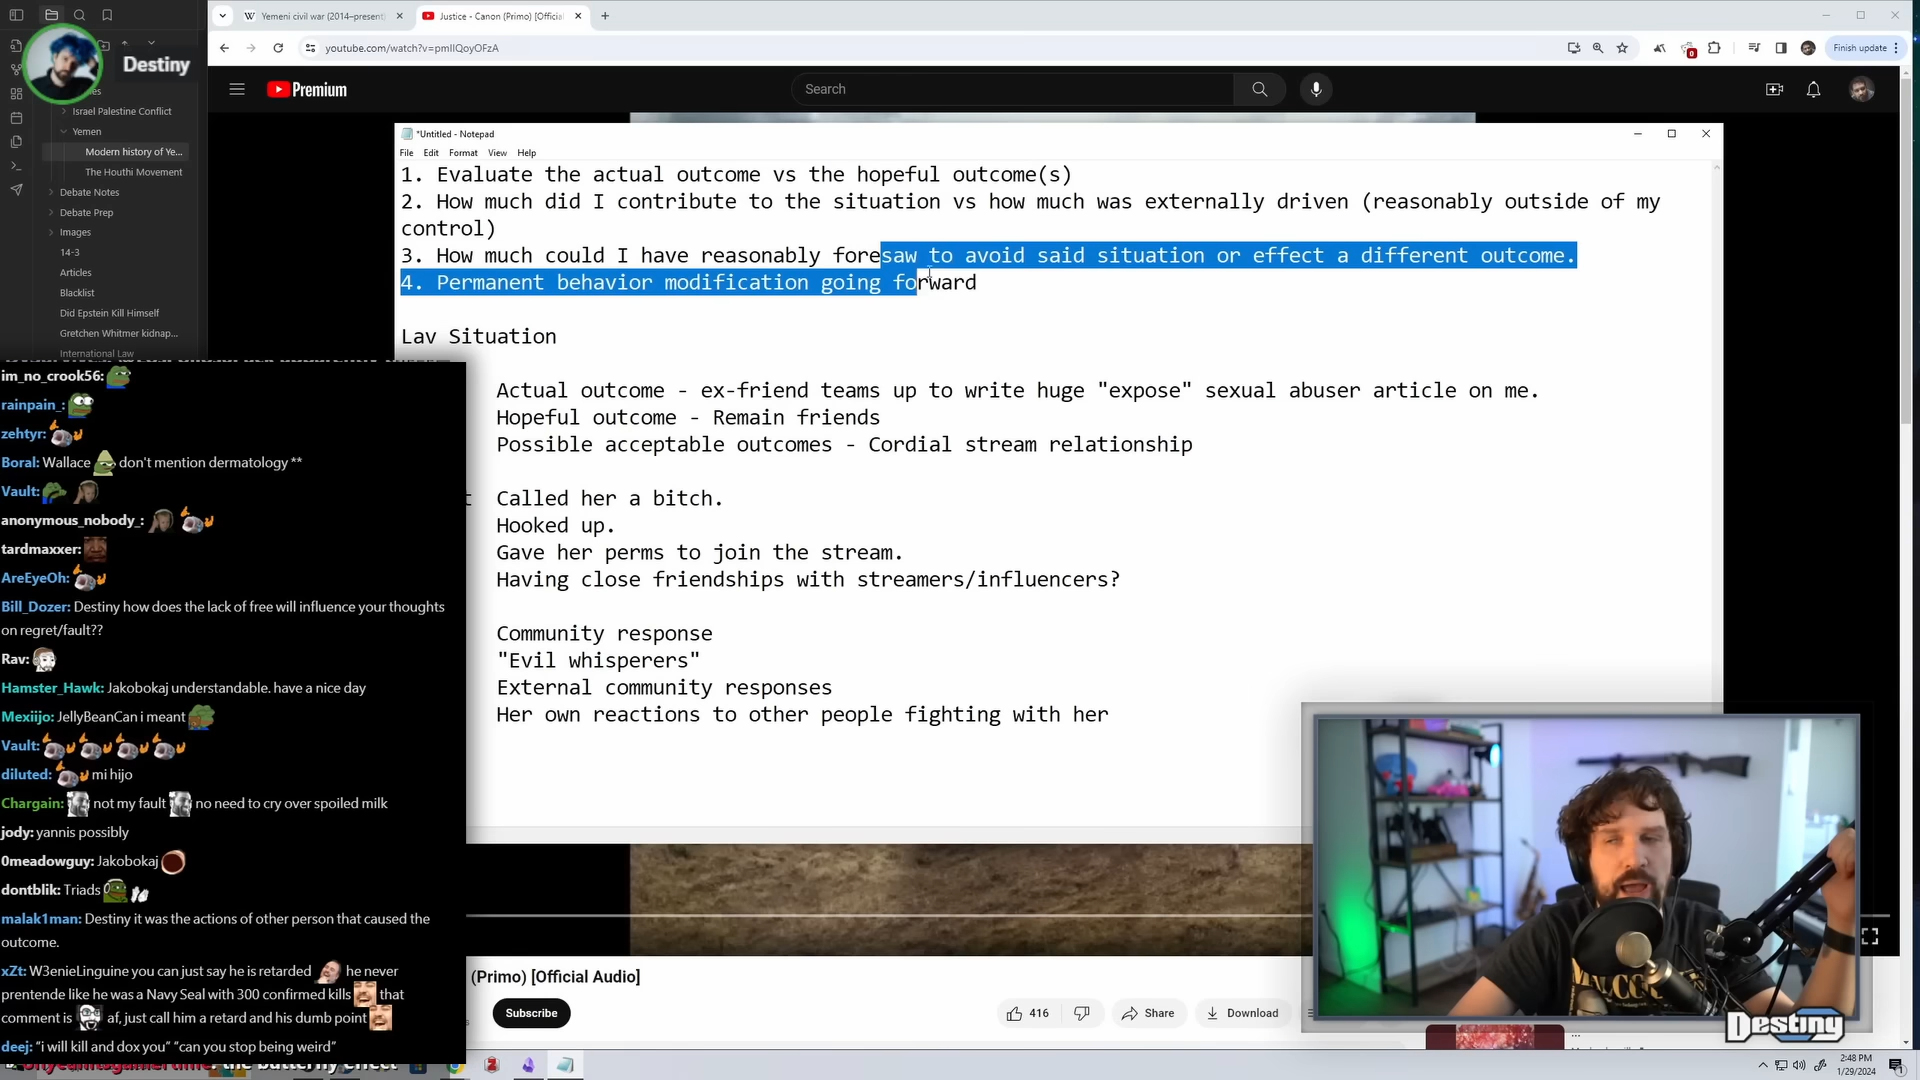 Yemeni civil war (2014–present
Justice - Canon (Primo) [Officia
youtube.com/watch?v=pmIlQoyOFzA
Finish update
Destiny
Israel Palestine Conflict
Yemen
Modern history of Ye...
The Houthi Movement
Debate Notes
Debate Prep
Images
14-3
Articles
Blacklist
Did Epstein Kill Himself
Gretchen Whitmer kidnap...
International Law
Premium
Search
*Untitled - Notepad
File Edit Format View Help
1. Evaluate the actual outcome vs the hopeful outcome(s)
2. How much did I contribute to the situation vs how much was externally driven (reasonably outside of my
control)
3. How much could I have reasonably foresaw to avoid said situation or effect a different outcome.
4. Permanent behavior modification going forward
Lav Situation
Actual outcome - ex-friend teams up to write huge "expose" sexual abuser article on me.
Hopeful outcome - Remain friends
Possible acceptable outcomes - Cordial stream relationship
t Called her a bitch.
Hooked up.
Gave her perms to join the stream.
Having close friendships with streamers/influencers?
Community response
"Evil whisperers"
External community responses
Her own reactions to other people fighting with her
im_no_crook56:
rainpain_:
zehtyr:
Boral: Wallace don't mention dermatology **
Vault:
anonymous_nobody_:
tardmaxxer:
AreEyeOh:
Bill_Dozer: Destiny how does the lack of free will influence your thoughts
on regret/fault??
Rav:
Hamster_Hawk: Jakobokaj understandable. have a nice day
Mexiijo: JellyBeanCan i meant
Vault:
diluted: mi hijo
Chargain: not my fault no need to cry over spoiled milk
jody: yannis possibly
0meadowguy: Jakobokaj
dontblik: Triads
malak1man: Destiny it was the actions of other person that caused the
outcome.
xZt: W3enieLinguine you can just say he is retarded he never
prentende like he was a Navy Seal with 300 confirmed kills that
comment is af, just call him a retard and his dumb point
deej: "i will kill and dox you" "can you stop being weird"
the butterfly effect
(Primo) [Official Audio]
Subscribe
416
Share
Download
Destiny
2:48 PM
1/29/2024